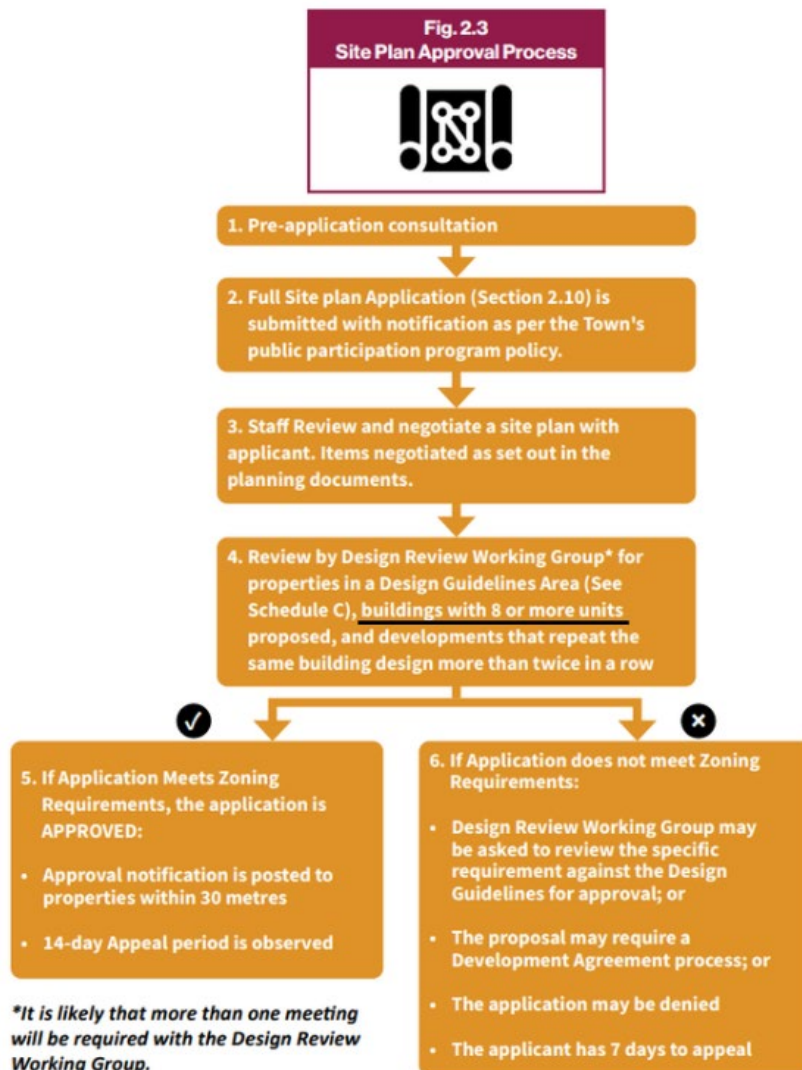 Fig. 2.3
Site Plan Approval Process
N
1. Pre-application consultation
2. Full Site plan Application (Section 2.10) is
submitted with notification as per the Town's
public participation program policy.
3. Staff Review and negotiate a site plan with
applicant. Items negotiated as set out in the
planning documents.
4. Review by Design Review Working Group* for
properties in a Design Guidelines Area (See
Schedule C), buildings with 8 or more units
proposed, and developments that repeat the
same building design more than twice in a row
5. If Application Meets Zoning
Requirements, the application is
APPROVED:
• Approval notification is posted to
properties within 30 metres
• 14-day Appeal period is observed
*It is likely that more than one meeting
will be required with the Design Review
Working Group.
6. If Application does not meet Zoning
Requirements:
• Design Review Working Group may
be asked to review the specific
requirement against the Design
Guidelines for approval; or
• The proposal may require a
Development Agreement process; or
• The application may be denied
• The applicant has 7 days to appeal